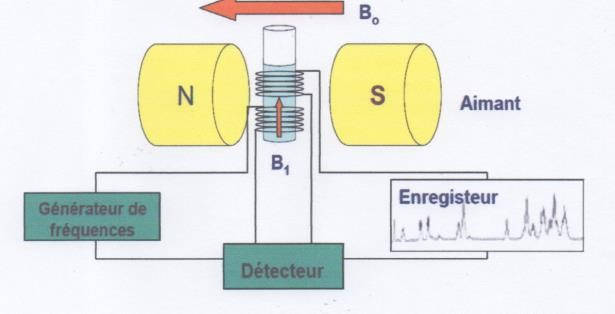 B₀
N
S
Aimant
B₁
Générateur de
fréquences
Enregisteur
Détecteur